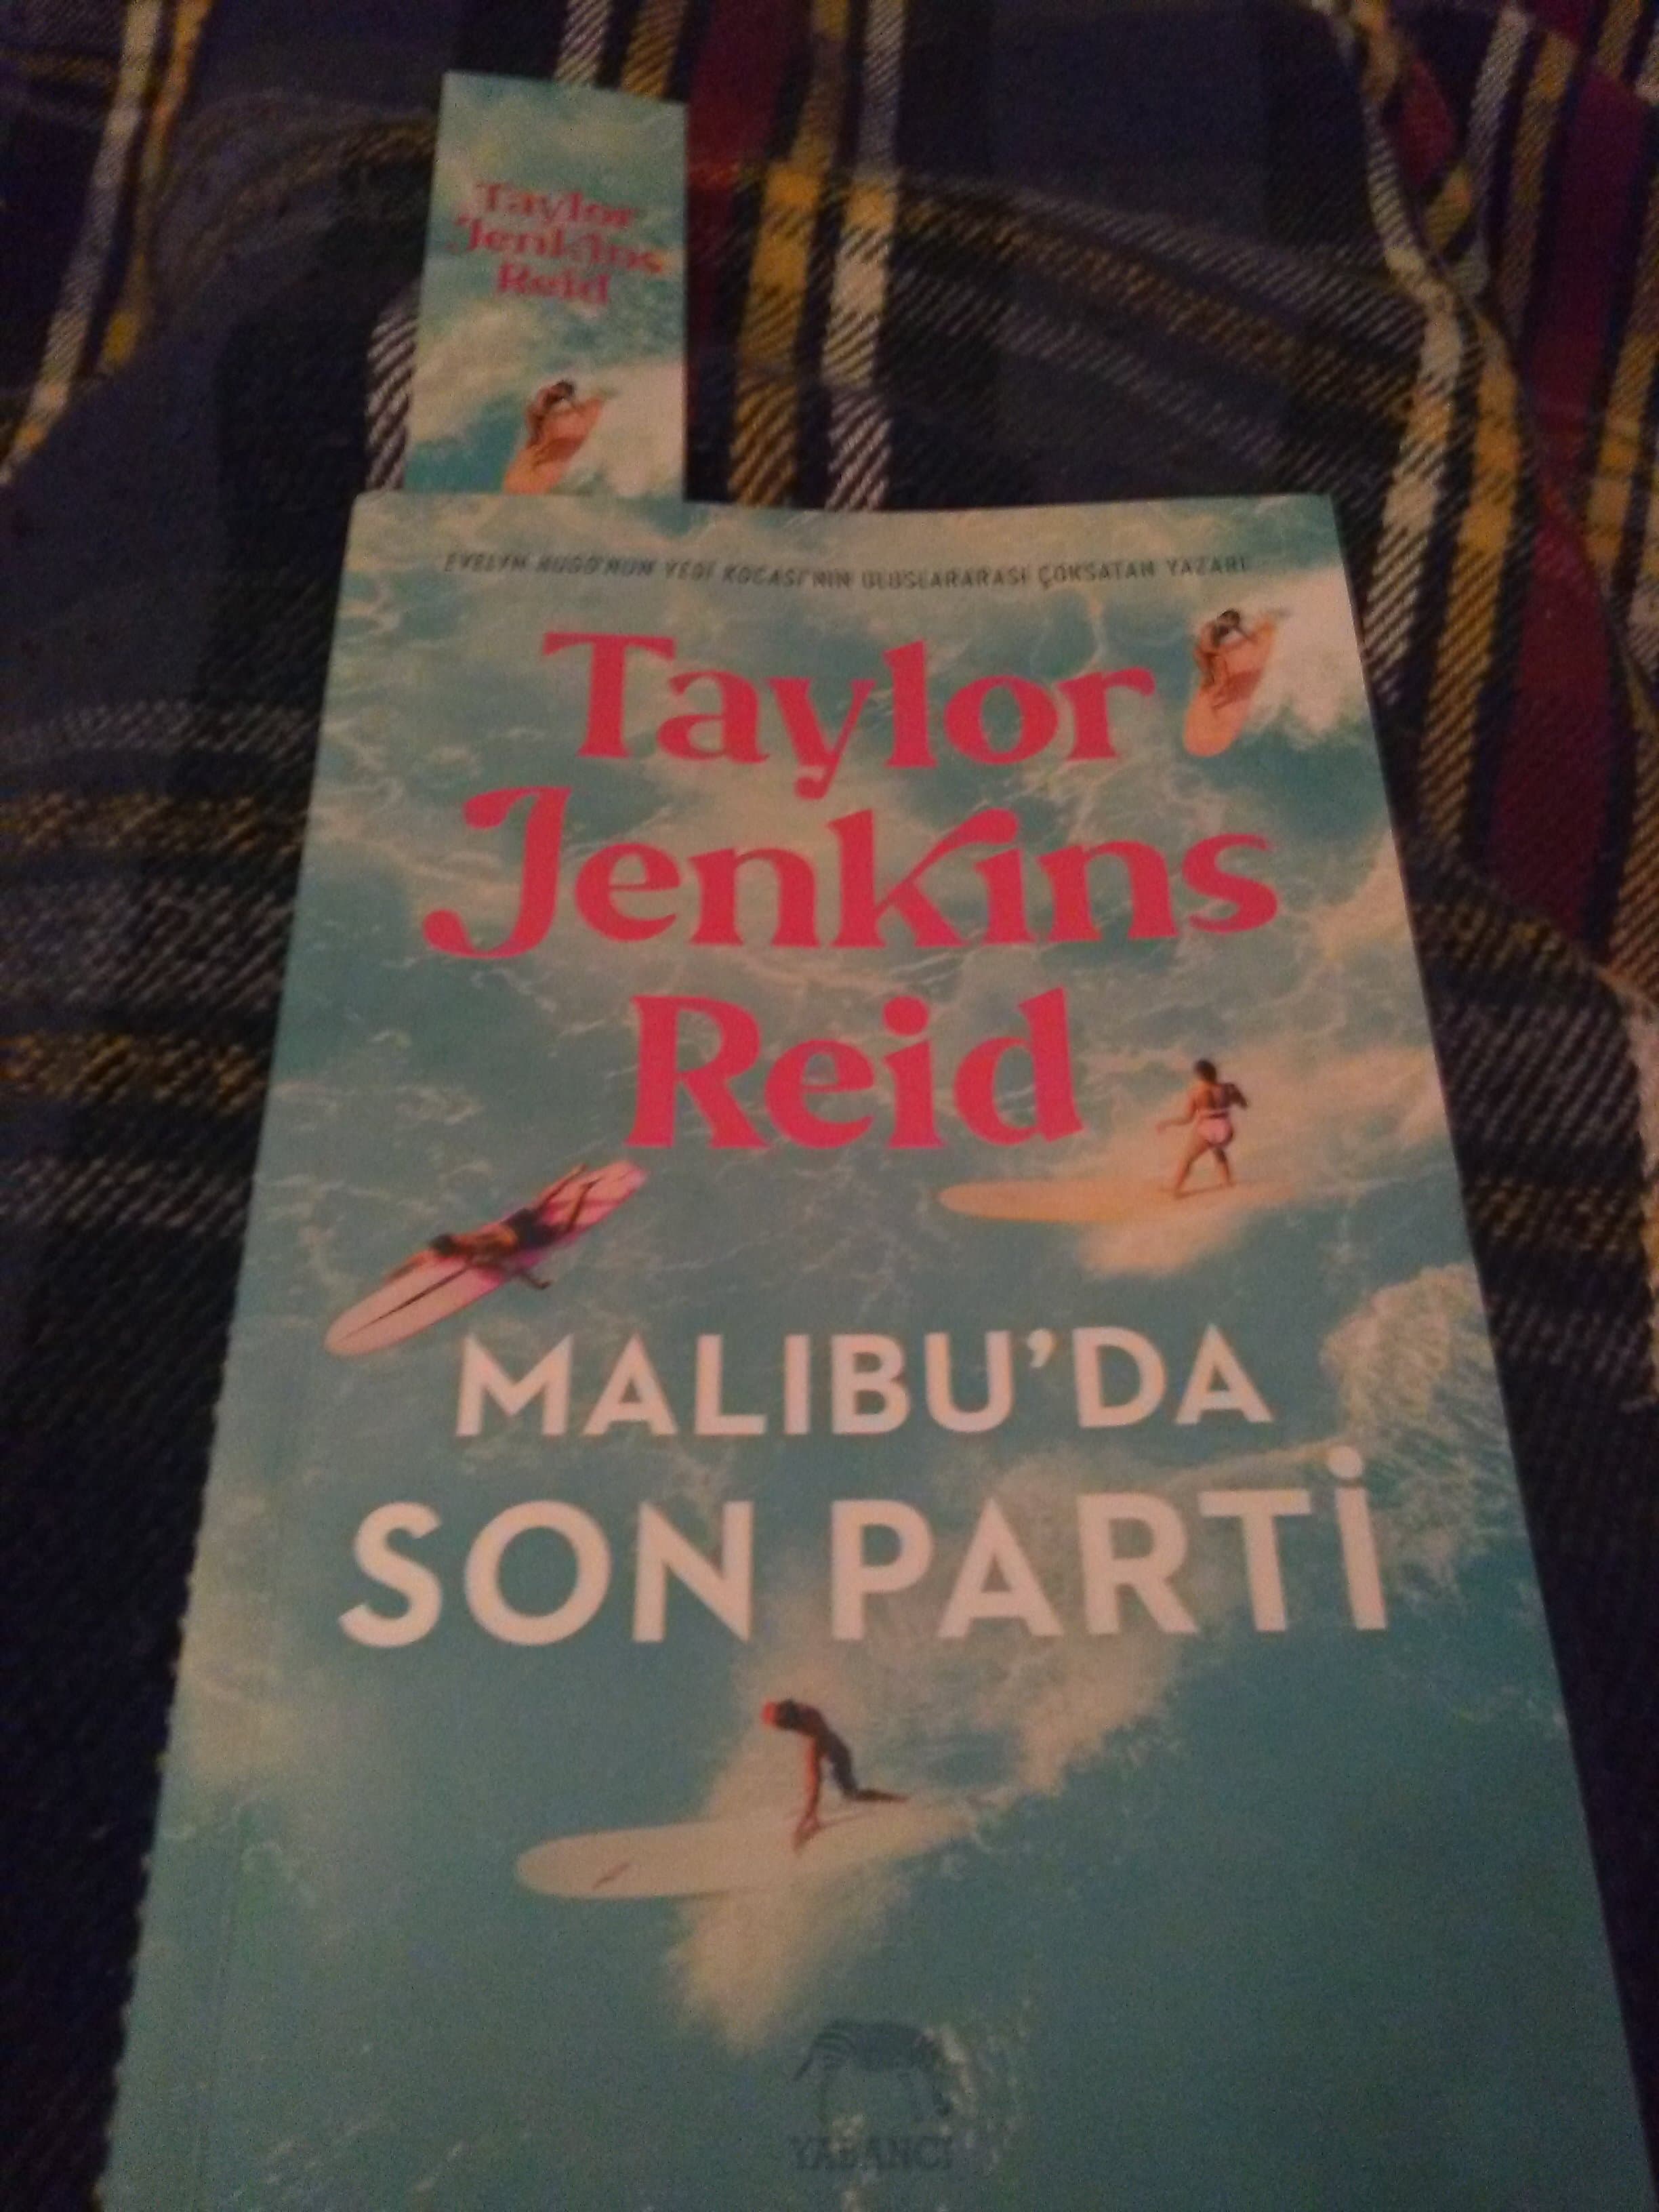 Taylor
Jenkins
Reid
EVELYN HUGO'NUN YEDİ KOCASI'NIN ULUSLARARASI ÇOKSATAN YAZARI
Taylor
Jenkins
Reid
MALIBU'DA
SON PARTİ
YABANCI